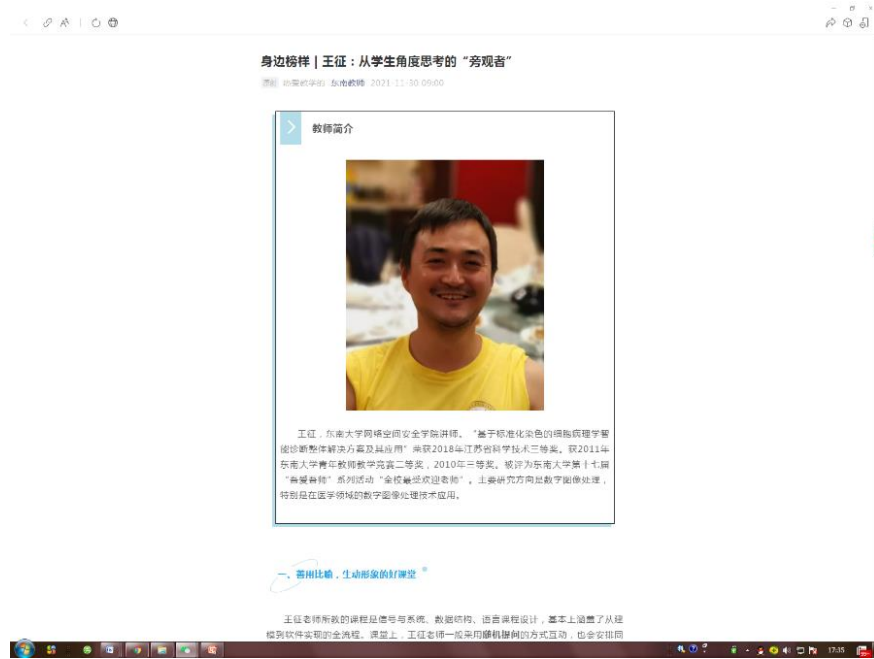 身边榜样 | 王征：从学生角度思考的“旁观者”
东南教师 2021-11-30 09:00
教师简介
王征，东南大学网络空间安全学院讲师。“基于标准化染色的细胞病理学智
能诊断整体解决方案及其应用”荣获2018年江苏省科学技术三等奖。获2011年
东南大学青年教师教学竞赛二等奖，2010年三等奖。被评为东南大学第十七届
“吾爱吾师”系列活动“全校最受欢迎老师”。主要研究方向是数字图像处理，
特别是在医学领域的数字图像处理技术应用。
一、善用比喻，生动形象的好课堂
王征老师所教的课程是信号与系统、数据结构、语言课程设计，基本上涵盖了从建
模到软件实现的全流程。课堂上，王征老师一般采用随机提问的方式互动，也会安排同
17:35